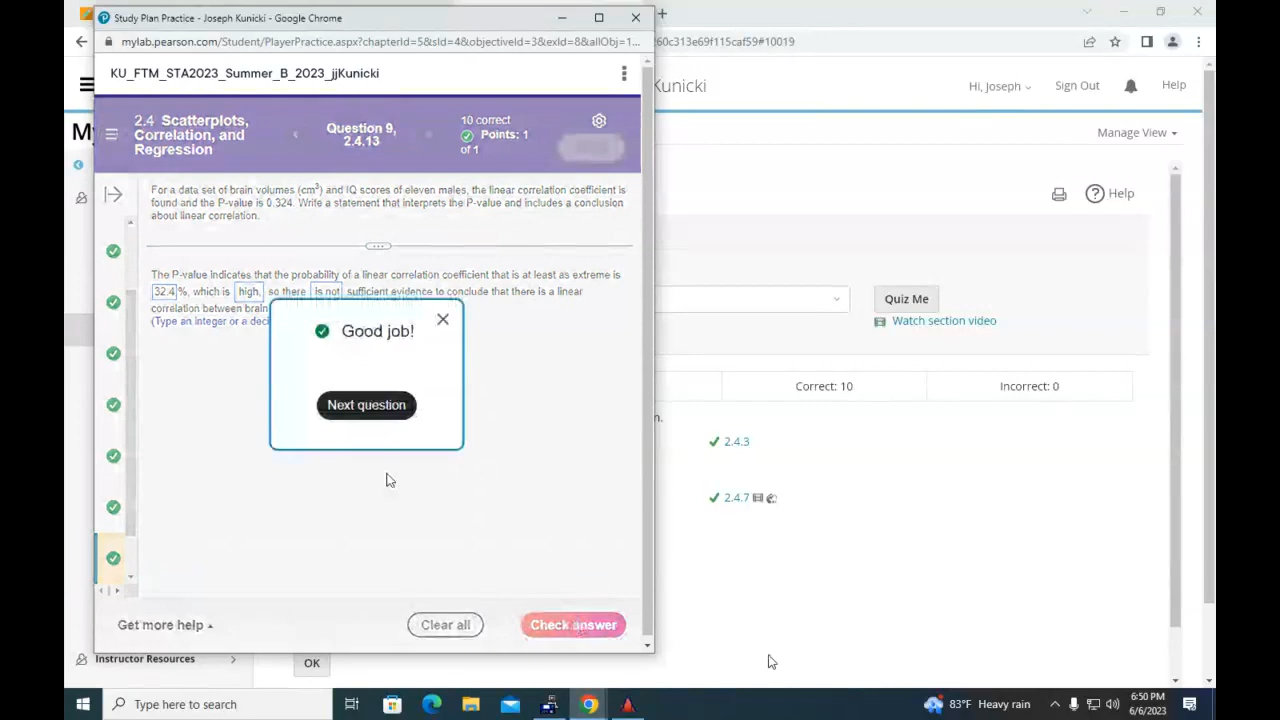 Study Plan Practice - Joseph Kunicki - Google Chrome
mylab.pearson.com/Student/PlayerPractice.aspx?chapterId=5&sId=4&objectiveId=3&exId=8&allObj=1...
60c313e69f115caf59#10019
KU_FTM_STA2023_Summer_B_2023_jjKunicki
Kunicki
Hi, Joseph
Sign Out
Help
My
Manage View
2.4 Scatterplots,
Correlation, and
Regression
Question 9,
2.4.13
10 correct
Points: 1
of 1
Help
For a data set of brain volumes (cm³) and IQ scores of eleven males, the linear correlation coefficient is
found and the P-value is 0.324. Write a statement that interprets the P-value and includes a conclusion
about linear correlation.
The P-value indicates that the probability of a linear correlation coefficient that is at least as extreme is
32.4 %, which is high, so there is not sufficient evidence to conclude that there is a linear
correlation between brain
(Type an integer or a deci
Good job!
Next question
Quiz Me
Watch section video
Correct: 10
Incorrect: 0
n.
2.4.3
2.4.7
Get more help
Clear all
Check answer
Instructor Resources
OK
Type here to search
83°F Heavy rain
6:50 PM
6/6/2023